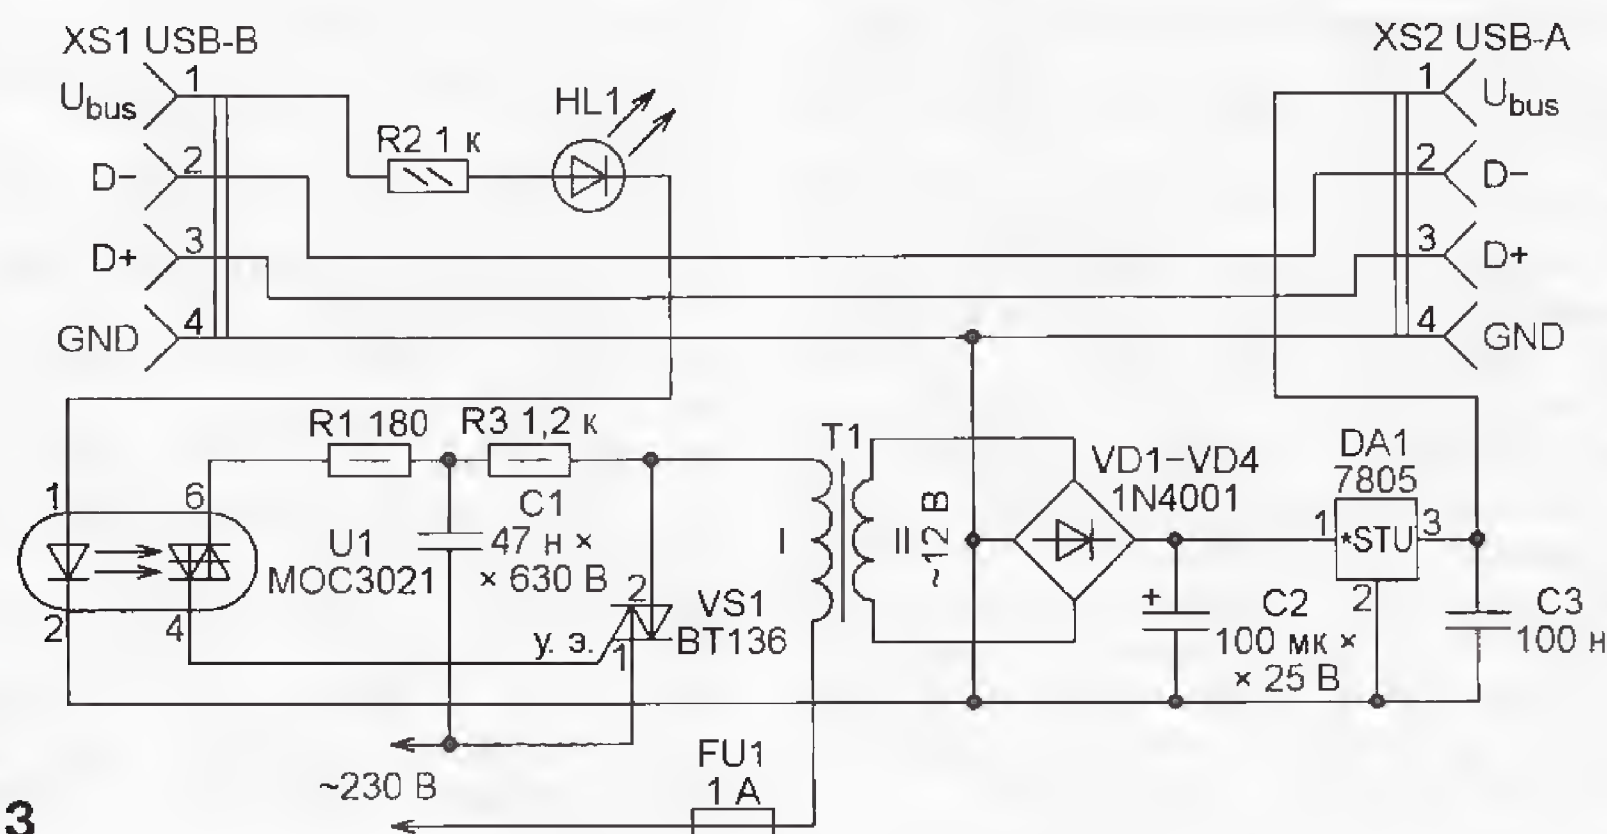 XS1 USB-B
XS2 USB-A
1
1
Ubus
HL1
Ubus
R2 1 к
2
2
D−
D−
3
3
D+
D+
4
4
GND
GND
R1 180
R3 1,2 к
T1
DA1
7805
VD1−VD4
1N4001
1
6
C1
47 н ×
× 630 В
I
II
~12 В
1
*STU
3
U1
MOC3021
2
VS1
BT136
+
C2
100 мк ×
× 25 В
2
C3
100 н
2
4
у. э.
1
FU1
1 А
~230 В
3